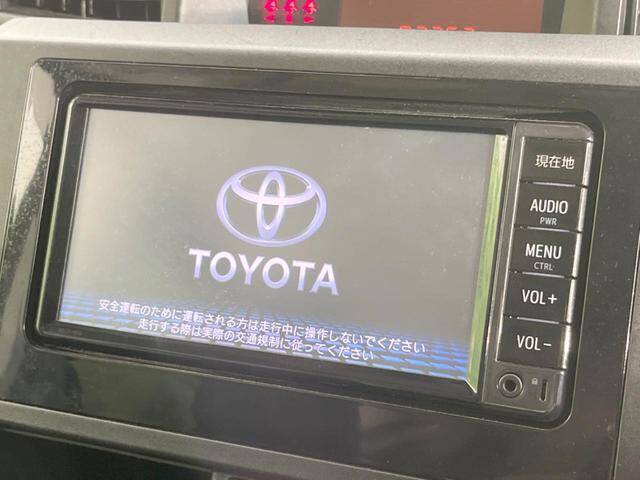 現在地
AUDIO
PWR
MENU
CTRL
VOL+
VOL-
TOYOTA
安全運転のために運転される方は走行中に操作しないでください
走行する際は実際の交通規制に従ってください